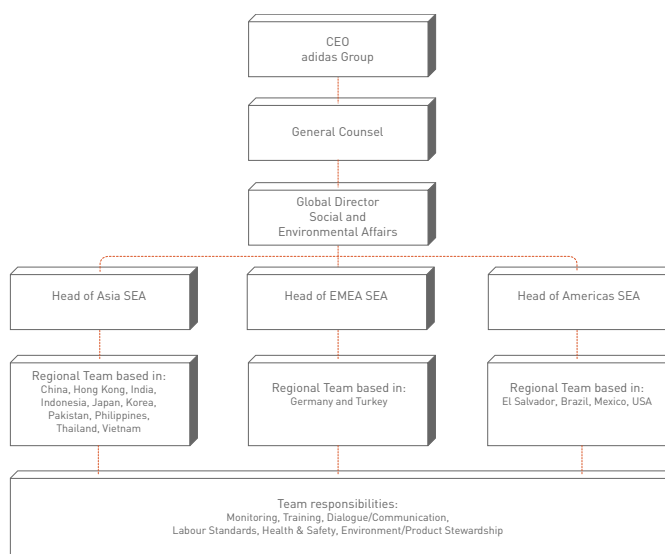 CEO
adidas Group
General Counsel
Global Director
Social and
Environmental Affairs
Head of Asia SEA
Head of EMEA SEA
Head of Americas SEA
Regional Team based in:
China, Hong Kong, India,
Indonesia, Japan, Korea,
Pakistan, Philippines,
Thailand, Vietnam
Regional Team based in:
Germany and Turkey
Regional Team based in:
El Salvador, Brazil, Mexico, USA
Team responsibilities:
Monitoring, Training, Dialogue/Communication,
Labour Standards, Health & Safety, Environment/Product Stewardship